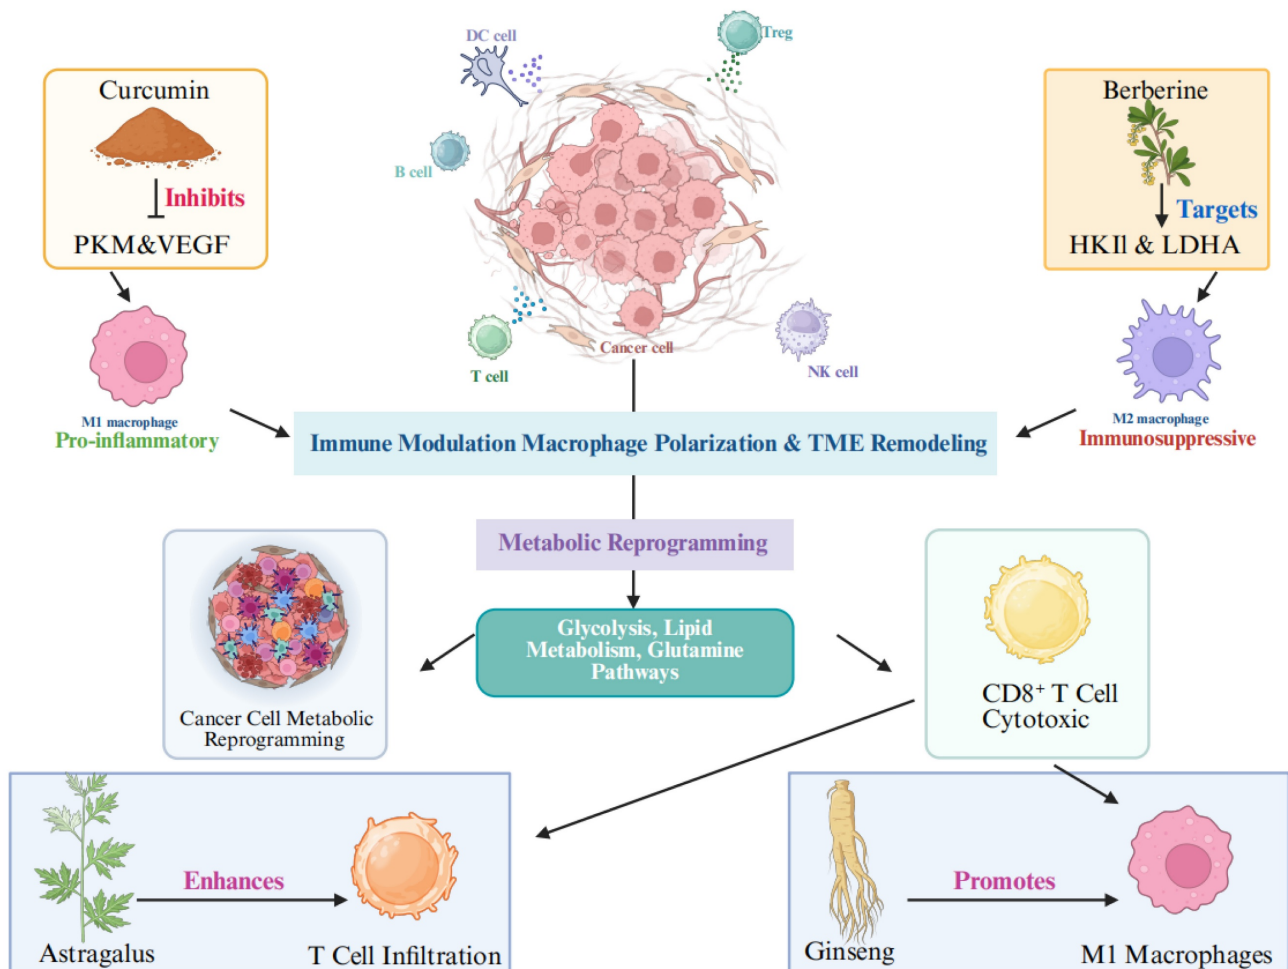 DC cell
Treg
Curcumin
Inhibits
PKM&VEGF
B cell
Berberine
Targets
HKIl & LDHA
T cell
Cancer cell
NK cell
M1 macrophage
Pro-inflammatory
M2 macrophage
Immunosuppressive
Immune Modulation Macrophage Polarization & TME Remodeling
Metabolic Reprogramming
Glycolysis, Lipid
Metabolism, Glutamine
Pathways
Cancer Cell Metabolic
Reprogramming
CD8⁺ T Cell
Cytotoxic
Enhances
Astragalus
T Cell Infiltration
Promotes
Ginseng
M1 Macrophages